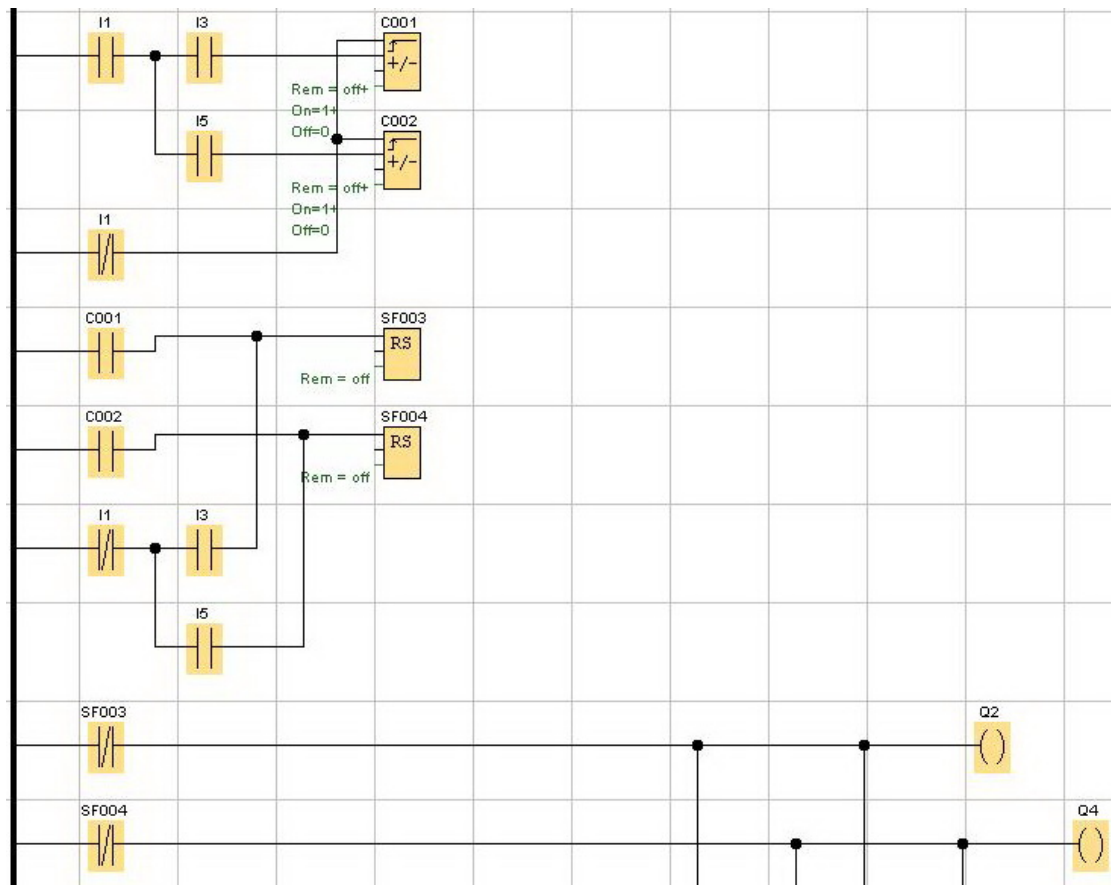 I1
I3
C001
+/-
Rem = off+
On=1+
Off=0
I5
C002
+/-
Rem = off+
On=1+
Off=0
I1
C001
SF003
RS
Rem = off
C002
SF004
RS
Rem = off
I1
I3
I5
SF003
Q2
SF004
Q4